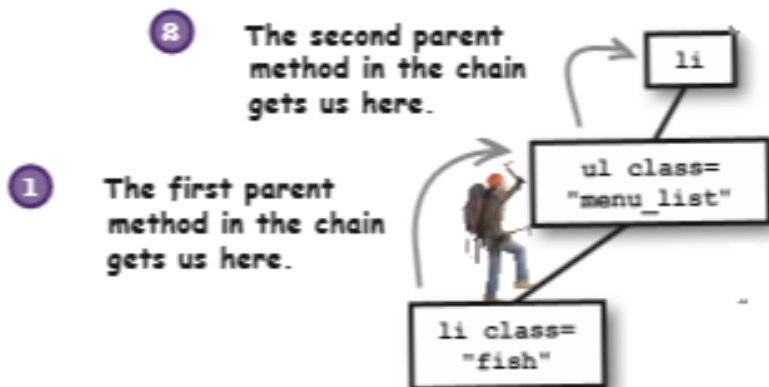 2
The second parent
method in the chain
gets us here.
li
ul class=
"menu_list"
1
The first parent
method in the chain
gets us here.
li class=
"fish"